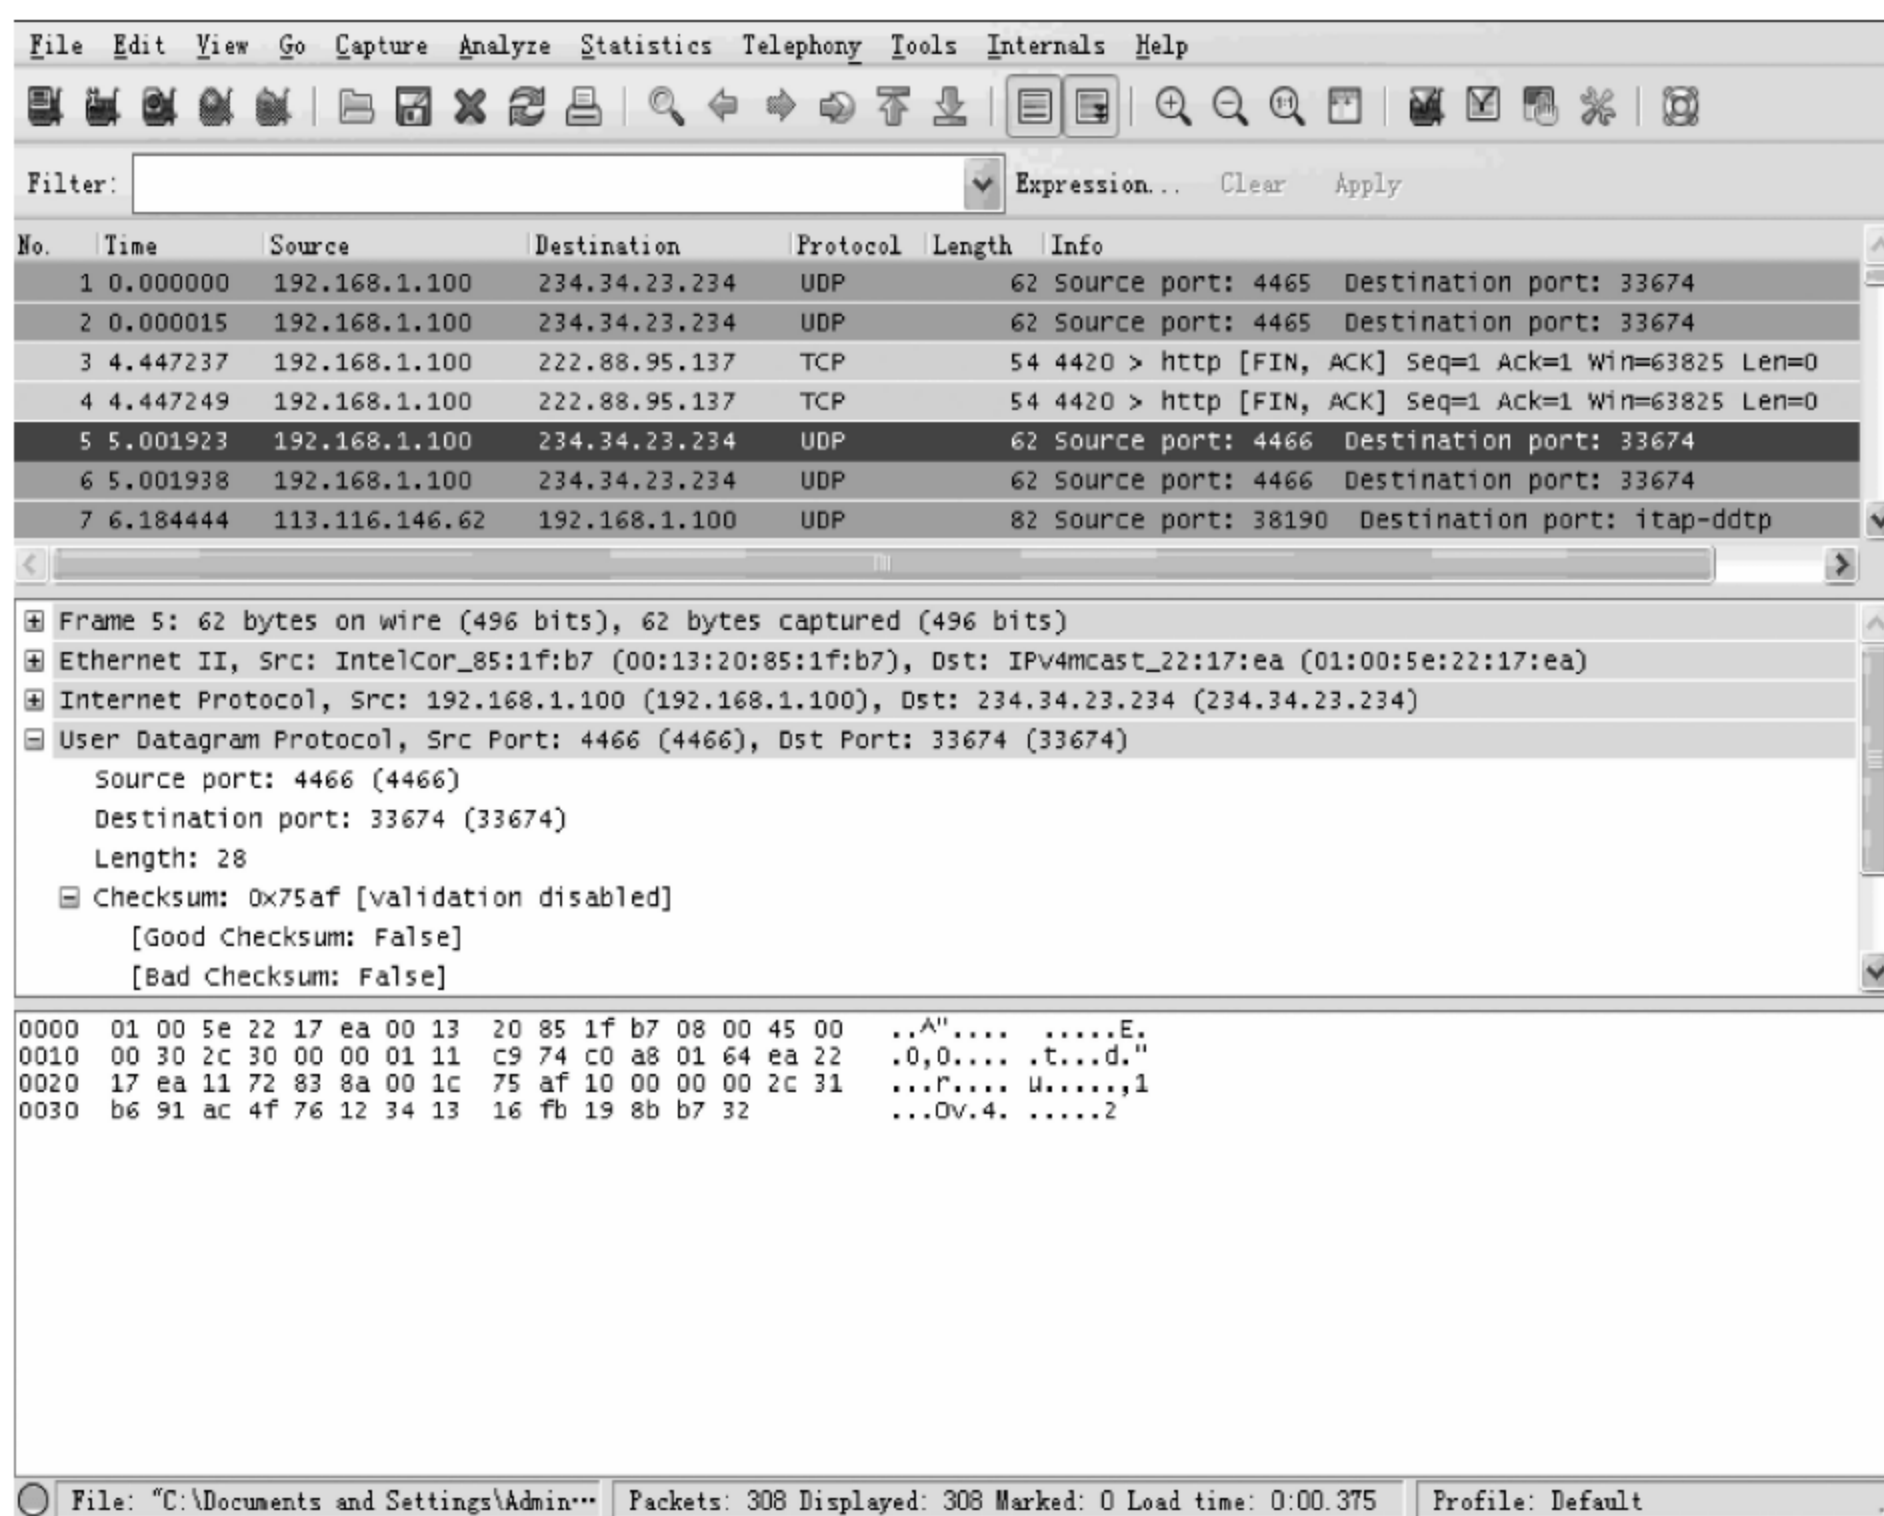 File Edit View Go Capture Analyze Statistics Telephony Tools Internals Help
Filter: Expression... Clear Apply
No. Time Source Destination Protocol Length Info
1 0.000000 192.168.1.100 234.34.23.234 UDP 62 Source port: 4465 Destination port: 33674
2 0.000015 192.168.1.100 234.34.23.234 UDP 62 Source port: 4465 Destination port: 33674
3 4.447237 192.168.1.100 222.88.95.137 TCP 54 4420 > http [FIN, ACK] Seq=1 Ack=1 Win=63825 Len=0
4 4.447249 192.168.1.100 222.88.95.137 TCP 54 4420 > http [FIN, ACK] Seq=1 Ack=1 Win=63825 Len=0
5 5.001923 192.168.1.100 234.34.23.234 UDP 62 Source port: 4466 Destination port: 33674
6 5.001938 192.168.1.100 234.34.23.234 UDP 62 Source port: 4466 Destination port: 33674
7 6.184444 113.116.146.62 192.168.1.100 UDP 82 Source port: 38190 Destination port: itap-ddtp
Frame 5: 62 bytes on wire (496 bits), 62 bytes captured (496 bits)
Ethernet II, Src: IntelCor_85:1f:b7 (00:13:20:85:1f:b7), Dst: IPv4mcast_22:17:ea (01:00:5e:22:17:ea)
Internet Protocol, Src: 192.168.1.100 (192.168.1.100), Dst: 234.34.23.234 (234.34.23.234)
User Datagram Protocol, Src Port: 4466 (4466), Dst Port: 33674 (33674)
Source port: 4466 (4466)
Destination port: 33674 (33674)
Length: 28
Checksum: 0x75af [validation disabled]
[Good Checksum: False]
[Bad Checksum: False]
0000 01 00 5e 22 17 ea 00 13 20 85 1f b7 08 00 45 00 ..^".... .....E.
0010 00 30 2c 30 00 00 01 11 c9 74 c0 a8 01 64 ea 22 .0,0.... .t...d."
0020 17 ea 11 72 83 8a 00 1c 75 af 10 00 00 00 2c 31 ...r.... u.....,1
0030 b6 91 ac 4f 76 12 34 13 16 fb 19 8b b7 32 ...Ov.4. .....2
File: "C:\Documents and Settings\Admin··· Packets: 308 Displayed: 308 Marked: 0 Load time: 0:00.375 Profile: Default